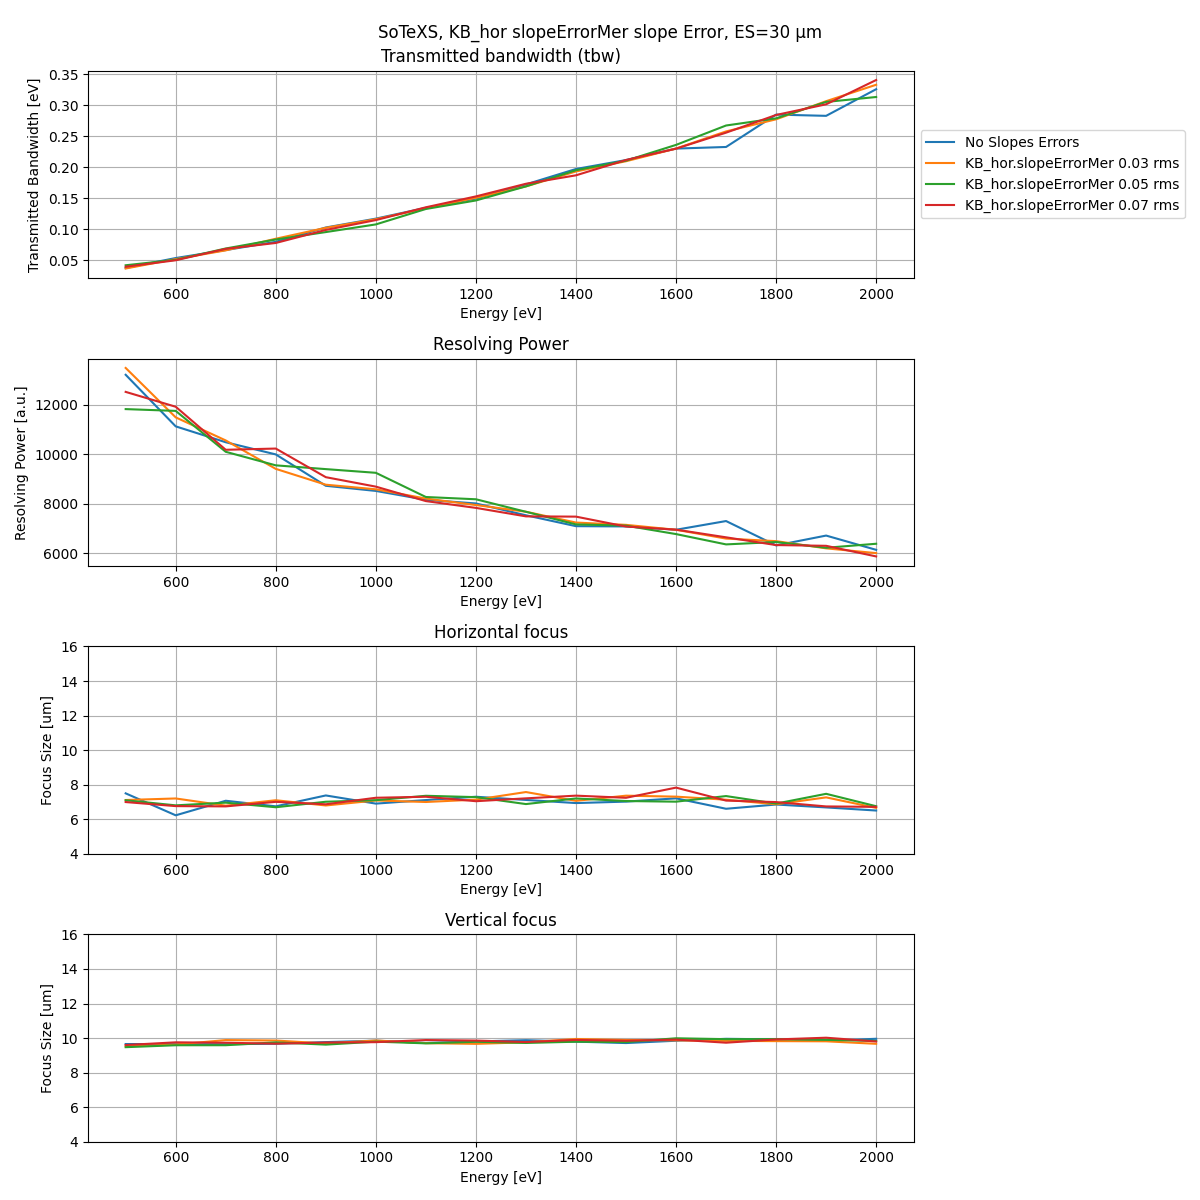 SoTeXS, KB_hor slopeErrorMer slope Error, ES=30 μm
Transmitted bandwidth (tbw)
Transmitted Bandwidth [eV]
0.35
0.30
0.25
0.20
0.15
0.10
0.05
600 800 1000 1200 1400 1600 1800 2000
Energy [eV]
No Slopes Errors
KB_hor.slopeErrorMer 0.03 rms
KB_hor.slopeErrorMer 0.05 rms
KB_hor.slopeErrorMer 0.07 rms
Resolving Power
Resolving Power [a.u.]
12000
10000
8000
6000
600 800 1000 1200 1400 1600 1800 2000
Energy [eV]
Horizontal focus
Focus Size [um]
16
14
12
10
8
6
4
600 800 1000 1200 1400 1600 1800 2000
Energy [eV]
Vertical focus
Focus Size [um]
16
14
12
10
8
6
4
600 800 1000 1200 1400 1600 1800 2000
Energy [eV]